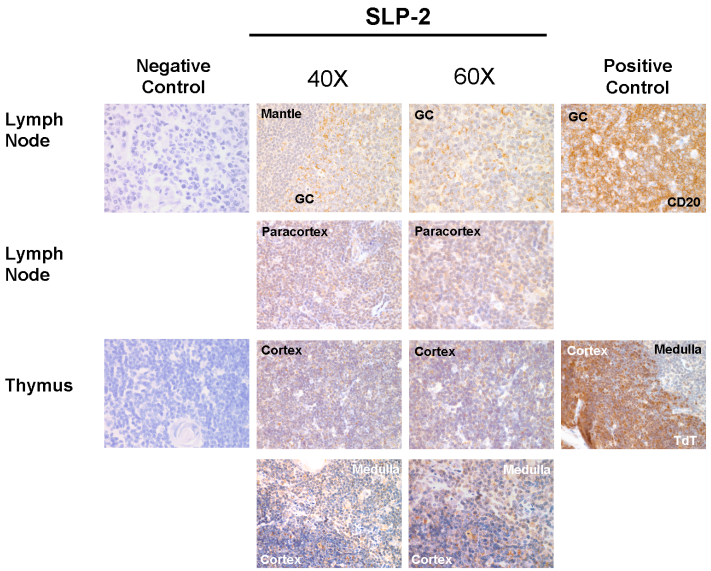 SLP-2
Negative
Control
40X
60X
Positive
Control
Lymph
Node
Mantle
GC
GC
GC
CD20
Lymph
Node
Paracortex
Paracortex
Thymus
Cortex
Cortex
Cortex
Medulla
TdT
Medulla
Cortex
Medulla
Cortex